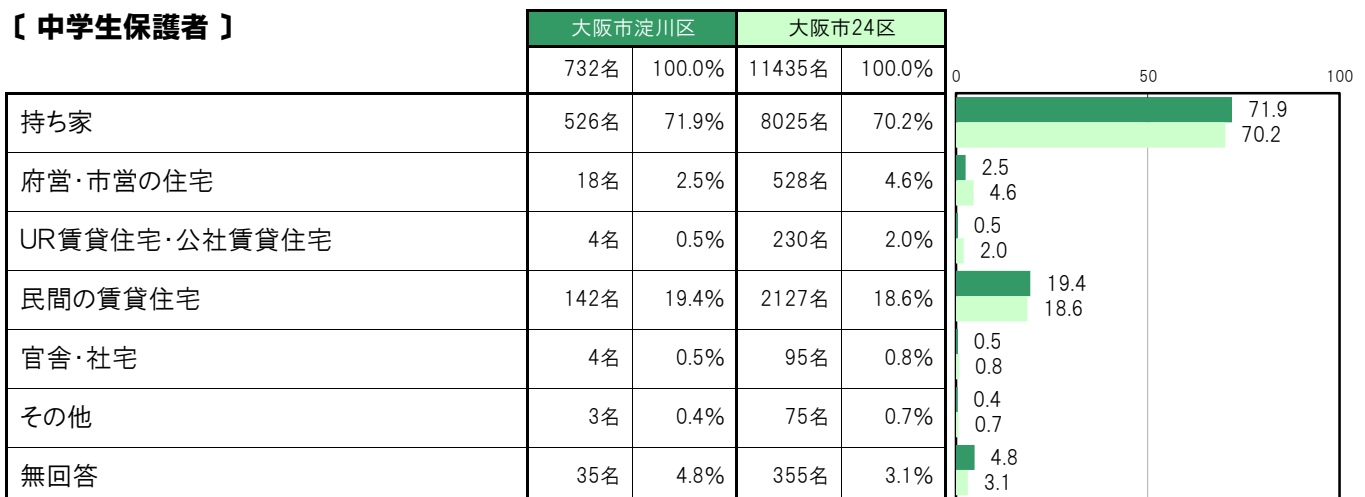 〔 中学生保護者 〕
大阪市淀川区 大阪市24区
732名 100.0% 11435名 100.0%
0 50 100
持ち家 526名 71.9% 8025名 70.2%
71.9
70.2
府営・市営の住宅 18名 2.5% 528名 4.6%
2.5
4.6
UR賃貸住宅・公社賃貸住宅 4名 0.5% 230名 2.0%
0.5
2.0
民間の賃貸住宅 142名 19.4% 2127名 18.6%
19.4
18.6
官舎・社宅 4名 0.5% 95名 0.8%
0.5
0.8
その他 3名 0.4% 75名 0.7%
0.4
0.7
無回答 35名 4.8% 355名 3.1%
4.8
3.1